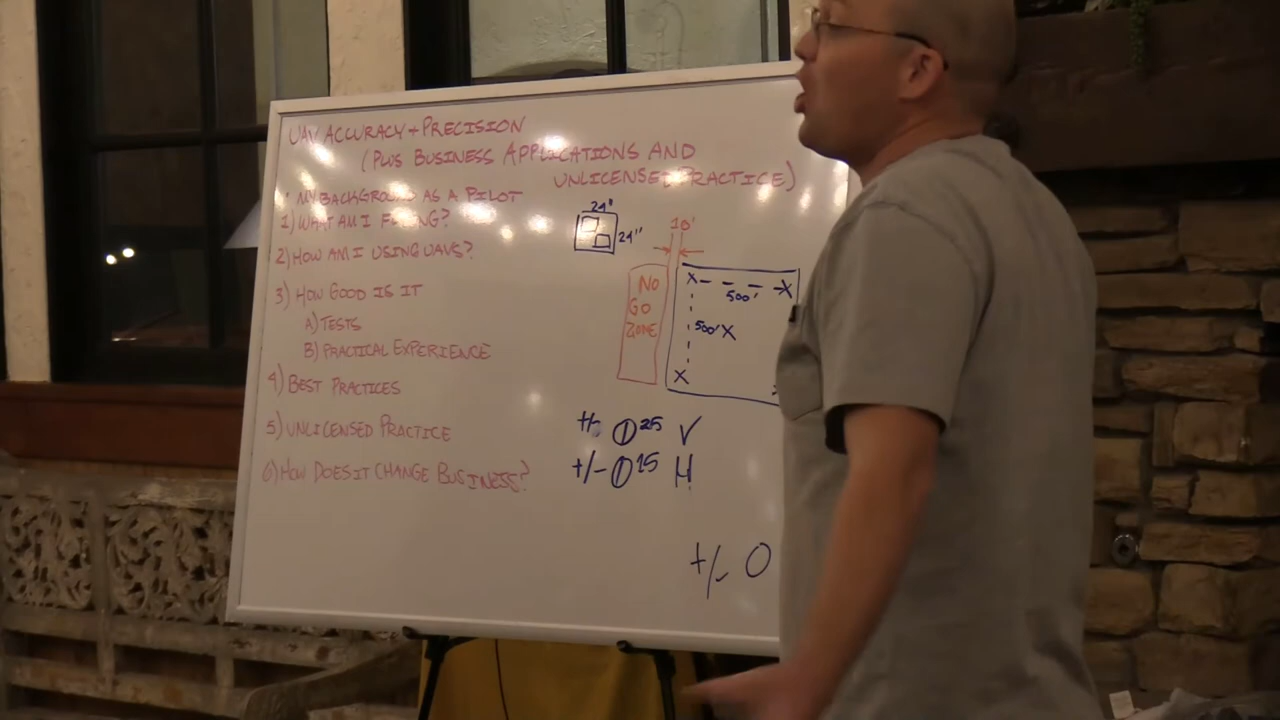 UAV ACCURACY + PRECISION
(PLUS BUSINESS APPLICATIONS AND
UNLICENSED PRACTICE)
* MY BACKGROUND AS A PILOT
1) WHAT AM I FLYING?
2) HOW AM I USING UAVS?
3) HOW GOOD IS IT
A) TESTS
B) PRACTICAL EXPERIENCE
4) BEST PRACTICES
5) UNLICENSED PRACTICE
6) HOW DOES IT CHANGE BUSINESS?
24"
24"
10'
NO
GO
ZONE
X - - - X
500'
500' X
X
+/- 0 25 V
+/- 0 15 H
+/- 0